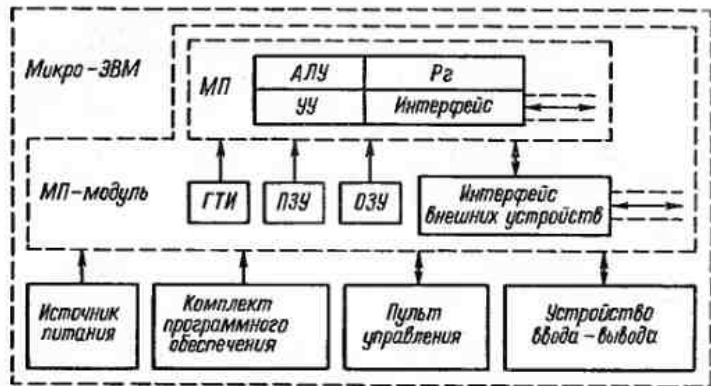 Микро-ЭВМ
МП
АЛУ
Рг
УУ
Интерфейс
МП-модуль
ГТИ
ПЗУ
ОЗУ
Интерфейс
внешних устройств
Источник
питания
Комплект
программного
обеспечения
Пульт
управления
Устройство
ввода-вывода